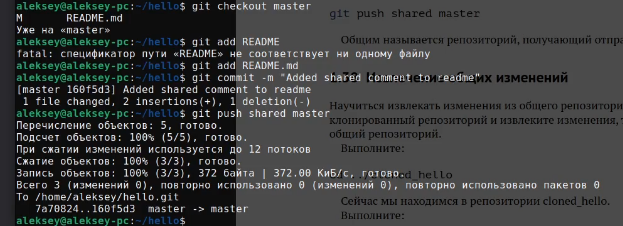 aleksey@aleksey-pc:~/hello$ git checkout master
M       README.md
Уже на «master»
aleksey@aleksey-pc:~/hello$ git add README
fatal: спецификатор пути «README» не соответствует ни одному файлу
aleksey@aleksey-pc:~/hello$ git add README.md
aleksey@aleksey-pc:~/hello$ git commit -m "Added shared comment to readme"
[master 160f5d3] Added shared comment to readme
 1 file changed, 2 insertions(+), 1 deletion(-)
aleksey@aleksey-pc:~/hello$ git push shared master
Перечисление объектов: 5, готово.
Подсчет объектов: 100% (5/5), готово.
При сжатии изменений используется до 12 потоков
Сжатие объектов: 100% (3/3), готово.
Запись объектов: 100% (3/3), 372 байта | 372.00 КиБ/с, готово.
Всего 3 (изменений 0), повторно использовано 0 (изменений 0), повторно использовано пакетов 0
To /home/aleksey/hello.git
   7a70824..160f5d3  master -> master
aleksey@aleksey-pc:~/hello$
git push shared master
Общим называется репозиторий, получающий отпра
общих изменений
Научиться извлекать изменения из общего репозитори
клонированный репозиторий и извлеките изменения, т
общий репозиторий.
Выполните:
cloned_hello
Сейчас мы находимся в репозитории cloned_hello.
Выполните: